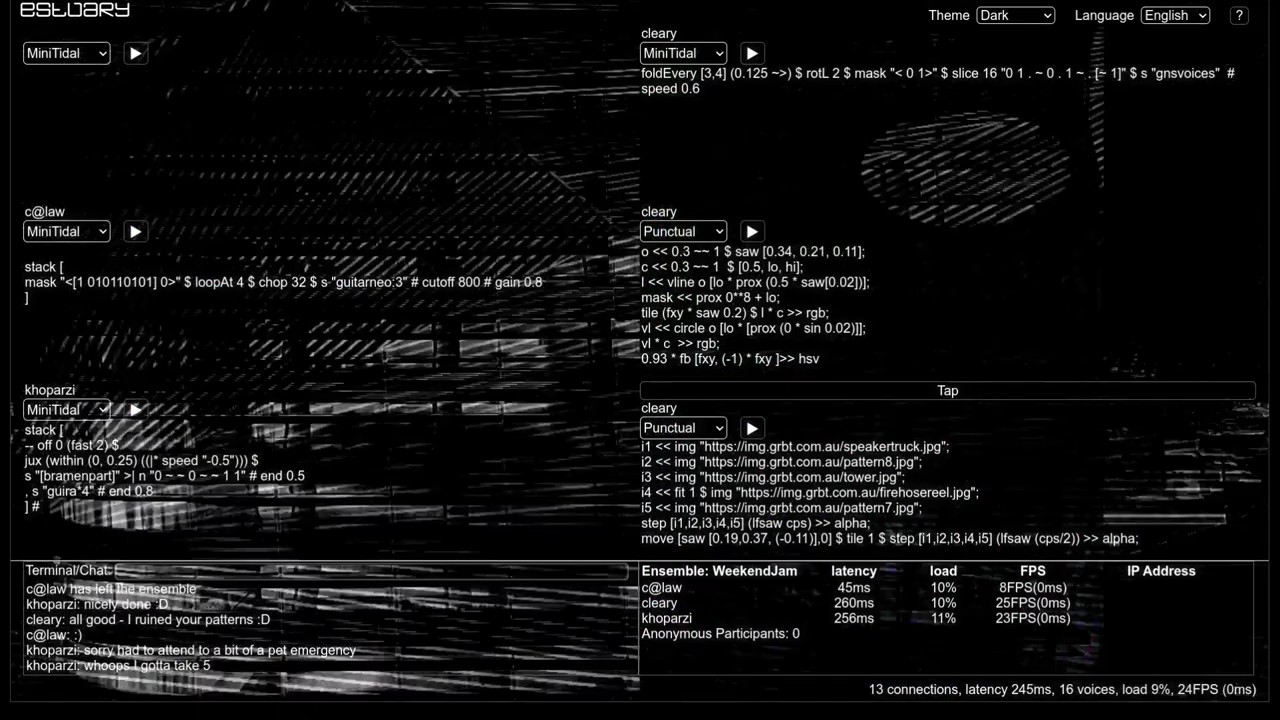 estuary
Theme Dark Language English ?
MiniTidal
c@law
MiniTidal
stack [
mask "<[1 010110101] 0>" $ loopAt 4 $ chop 32 $ s "guitarneo:3" # cutoff 800 # gain 0.8
]
khoparzi
MiniTidal
stack [
-- off 0 (fast 2) $
jux (within (0, 0.25) ((|* speed "-0.5"))) $
s "[bramenpart]" >| n "0 ~ ~ 0 ~ ~ 1 1" # end 0.5
, s "guira*4" # end 0.8
] #
cleary
MiniTidal
foldEvery [3,4] (0.125 ~>) $ rotL 2 $ mask "< 0 1>" $ slice 16 "0 1 . ~ 0 . 1 ~ . [~ 1]" $ s "gnsvoices" #
speed 0.6
cleary
Punctual
o << 0.3 ~~ 1 $ saw [0.34, 0.21, 0.11];
c << 0.3 ~~ 1 $ [0.5, lo, hi];
l << vline o [lo * prox (0.5 * saw[0.02])];
mask << prox 0**8 + lo;
tile (fxy * saw 0.2) $ l * c >> rgb;
vl << circle o [lo * [prox (0 * sin 0.02)]];
vl * c >> rgb;
0.93 * fb [fxy, (-1) * fxy ]>> hsv
Tap
cleary
Punctual
i1 << img "https://img.grbt.com.au/speakertruck.jpg";
i2 << img "https://img.grbt.com.au/pattern8.jpg";
i3 << img "https://img.grbt.com.au/tower.jpg";
i4 << fit 1 $ img "https://img.grbt.com.au/firehosereel.jpg";
i5 << img "https://img.grbt.com.au/pattern7.jpg";
step [i1,i2,i3,i4,i5] (lfsaw cps) >> alpha;
move [saw [0.19,0.37, (-0.11)],0] $ tile 1 $ step [i1,i2,i3,i4,i5] (lfsaw (cps/2)) >> alpha;
Terminal/Chat:
c@law has left the ensemble
khoparzi: nicely done :D
cleary: all good - I ruined your patterns :D
c@law: :)
khoparzi: sorry had to attend to a bit of a pet emergency
khoparzi: whoops I gotta take 5
Ensemble: WeekendJam latency load FPS IP Address
c@law 45ms 10% 8FPS(0ms)
cleary 260ms 10% 25FPS(0ms)
khoparzi 256ms 11% 23FPS(0ms)
Anonymous Participants: 0
13 connections, latency 245ms, 16 voices, load 9%, 24FPS (0ms)